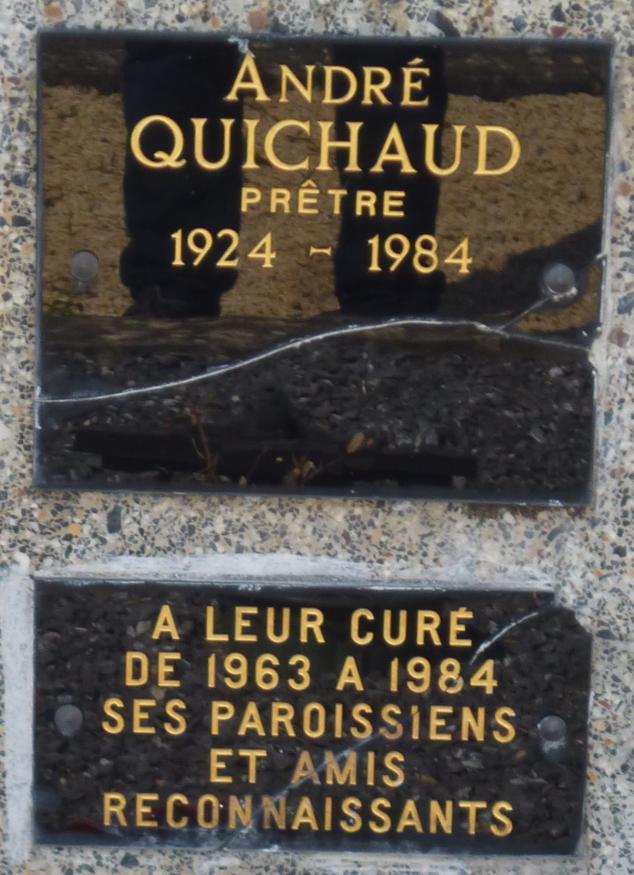 ANDRÉ
QUICHAUD
PRÊTRE
1924 - 1984
A LEUR CURÉ
DE 1963 A 1984
SES PAROISSIENS
ET AMIS
RECONNAISSANTS